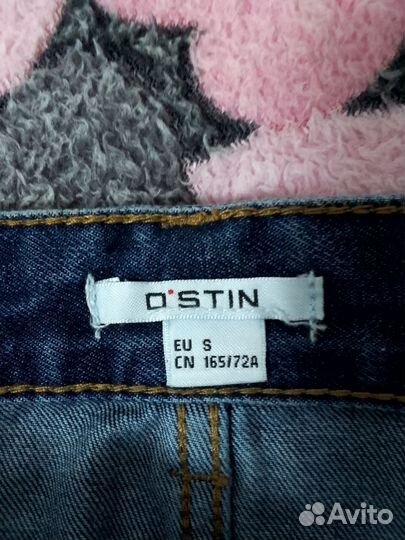 O'STIN
EU S
CN 165/72A
Avito